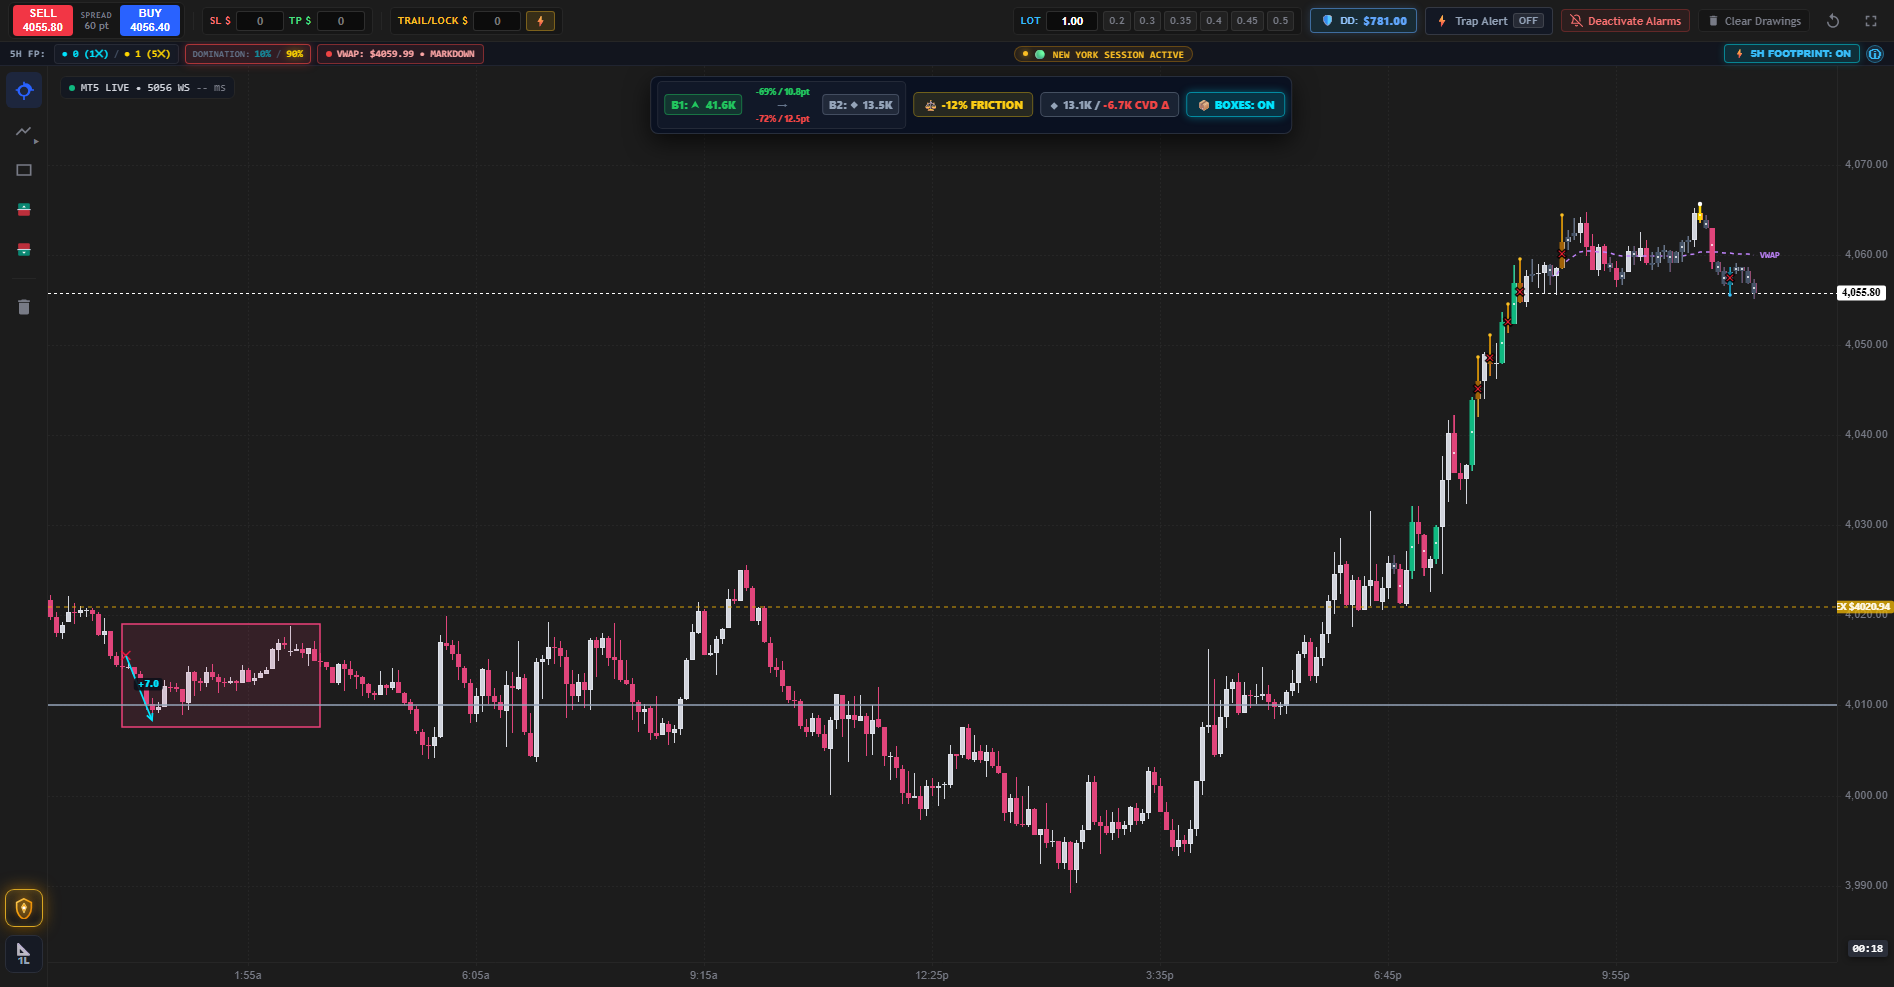 SELL
4055.80
SPREAD
60 pt
BUY
4056.40
SL $ 0 TP $ 0
TRAIL/LOCK $ 0
LOT 1.00 0.2 0.3 0.35 0.4 0.45 0.5
DD: $781.00
Trap Alert OFF
Deactivate Alarms
Clear Drawings
5H FP: 0 (1X) / 1 (5X)
DOMINATION: 10% / 90%
VWAP: $4059.99 • MARKDOWN
NEW YORK SESSION ACTIVE
5H FOOTPRINT: ON
MT5 LIVE • 5056 WS -- ms
B1: 41.6K
-69% / 10.8pt
→
-72% / 12.5pt
B2: ◆ 13.5K
-12% FRICTION
◆ 13.1K / -6.7K CVD Δ
BOXES: ON
4,070.00
VWAP
4,060.00
4,055.80
4,050.00
4,040.00
4,030.00
EX $4020.94
4,020.00
+7.0
4,010.00
4,000.00
3,990.00
1L
00:18
1:55a 6:05a 9:15a 12:25p 3:35p 6:45p 9:55p